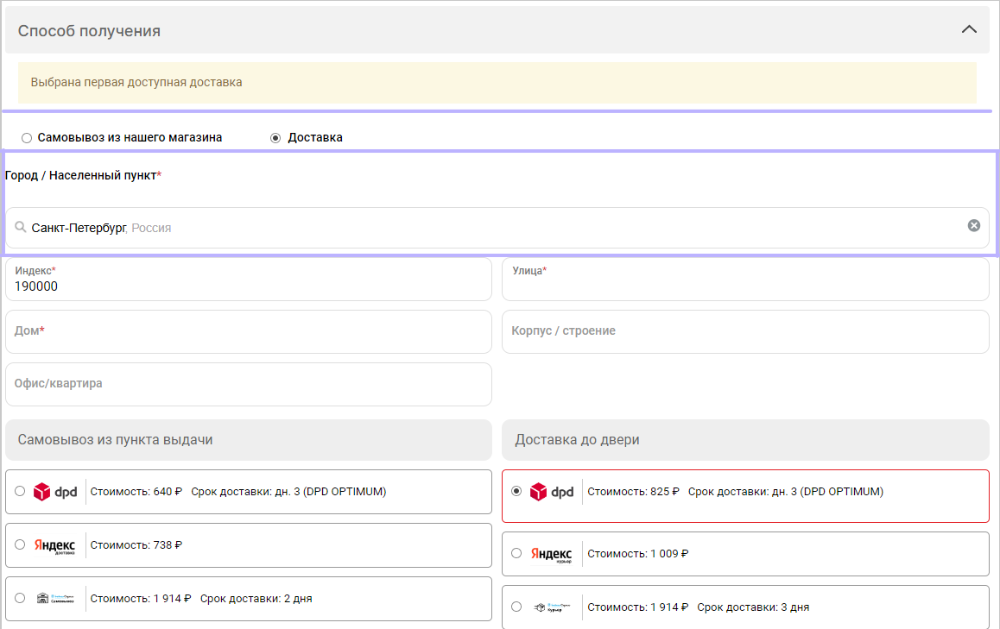 Способ получения
Выбрана первая доступная доставка
Самовывоз из нашего магазина Доставка
Город / Населенный пункт*
Санкт-Петербург, Россия
Индекс* Улица*
190000
Дом* Корпус / строение
Офис/квартира
Самовывоз из пункта выдачи Доставка до двери
dpd Стоимость: 640 ₽ Срок доставки: дн. 3 (DPD OPTIMUM)
dpd Стоимость: 825 ₽ Срок доставки: дн. 3 (DPD OPTIMUM)
Яндекс доставка Стоимость: 738 ₽
Яндекс курьер Стоимость: 1 009 ₽
Самовывоз Стоимость: 1 914 ₽ Срок доставки: 2 дня
Курьер Стоимость: 1 914 ₽ Срок доставки: 3 дня